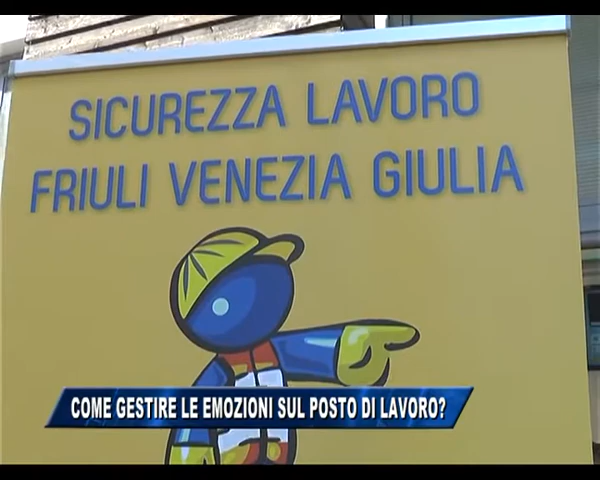 SICUREZZA LAVORO
FRIULI VENEZIA GIULIA
COME GESTIRE LE EMOZIONI SUL POSTO DI LAVORO?